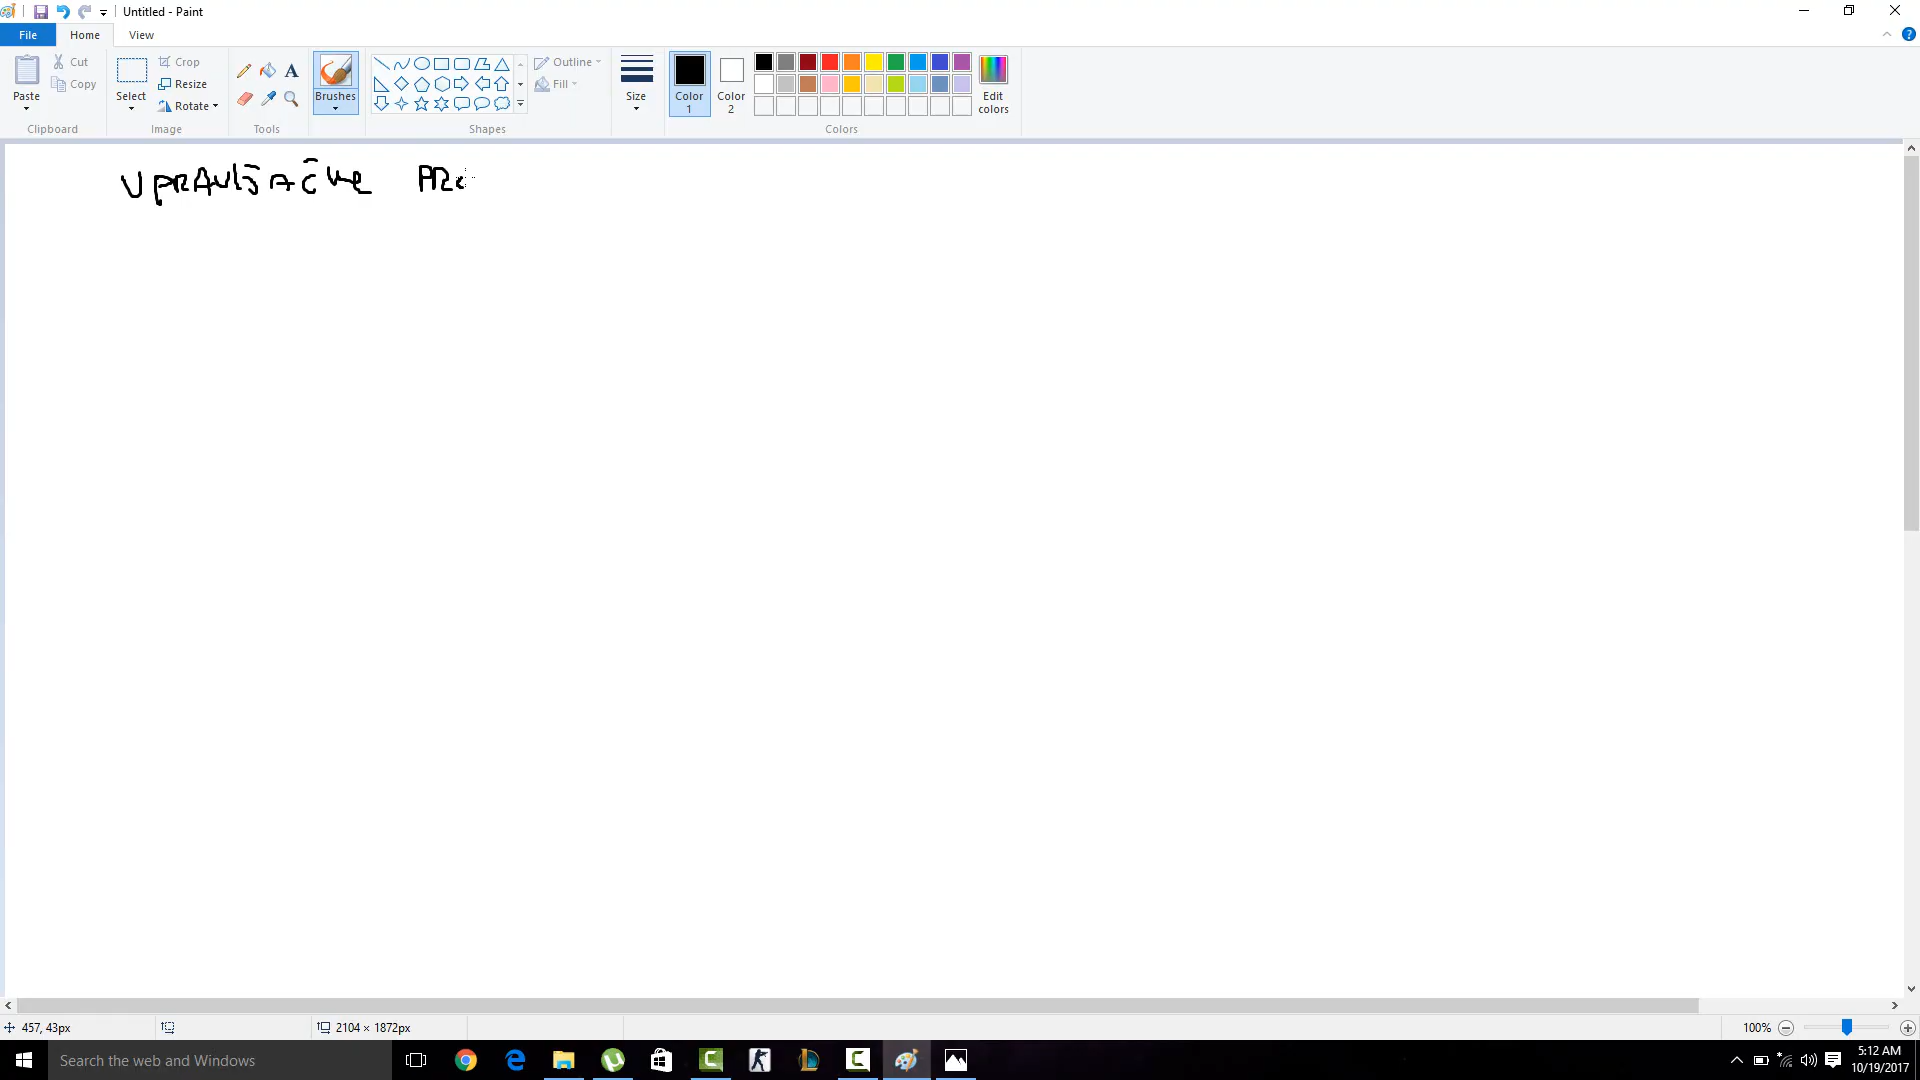 Untitled - Paint
File Home View
Paste Cut Copy Select Crop Resize Rotate A Brushes Outline Fill Size Color 1 Color 2 Edit colors
Clipboard Image Tools Shapes Colors
UPRAVLJAČKE
457, 43px 2104 × 1872px 100%
Search the web and Windows 5:12 AM
10/19/2017